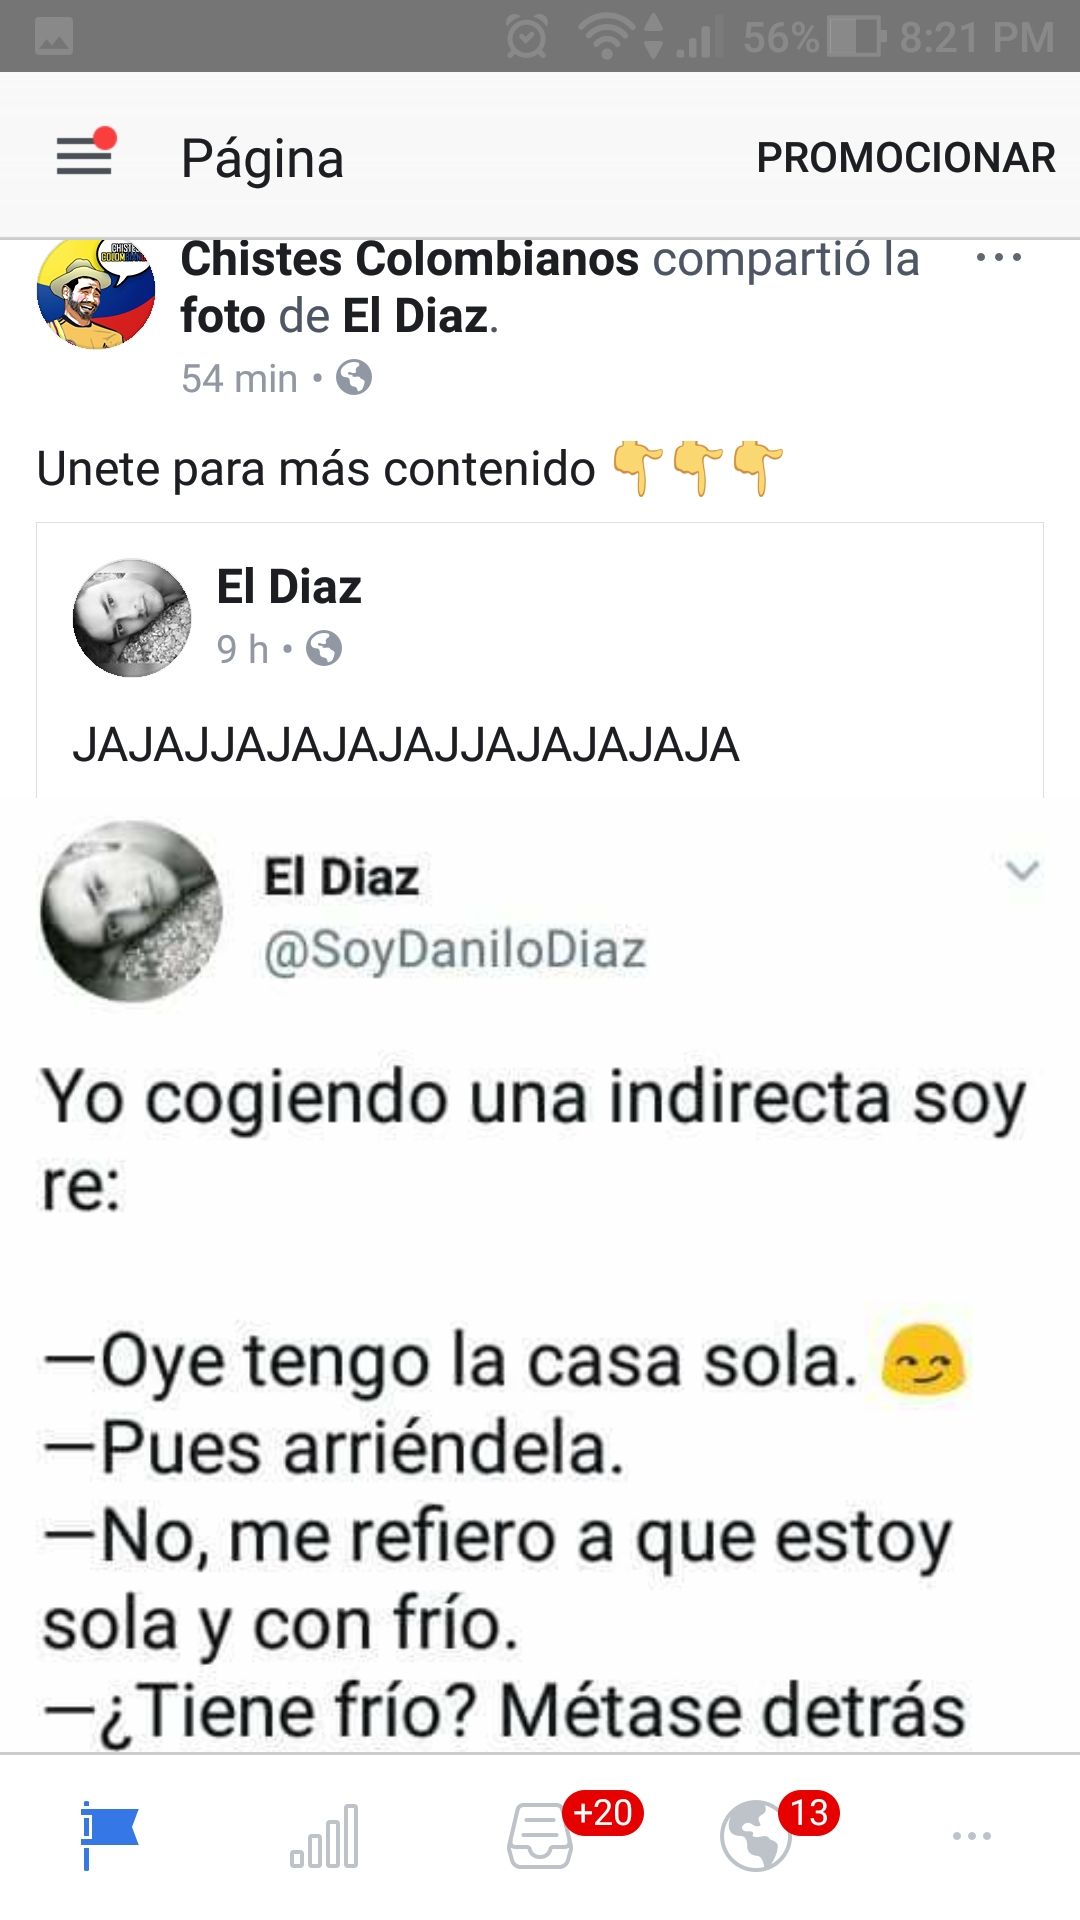 56% 8:21 PM
Página PROMOCIONAR
CHISTES
COLOMBIANOS
Chistes Colombianos compartió la
foto de El Diaz.
54 min •
Unete para más contenido 👇👇👇
El Diaz
9 h •
JAJAJJAJAJAJAJJAJAJAJAJA
El Diaz
@SoyDaniloDiaz
Yo cogiendo una indirecta soy
re:
—Oye tengo la casa sola. 😏
—Pues arriéndela.
—No, me refiero a que estoy
sola y con frío.
—¿Tiene frío? Métase detrás
+20 13